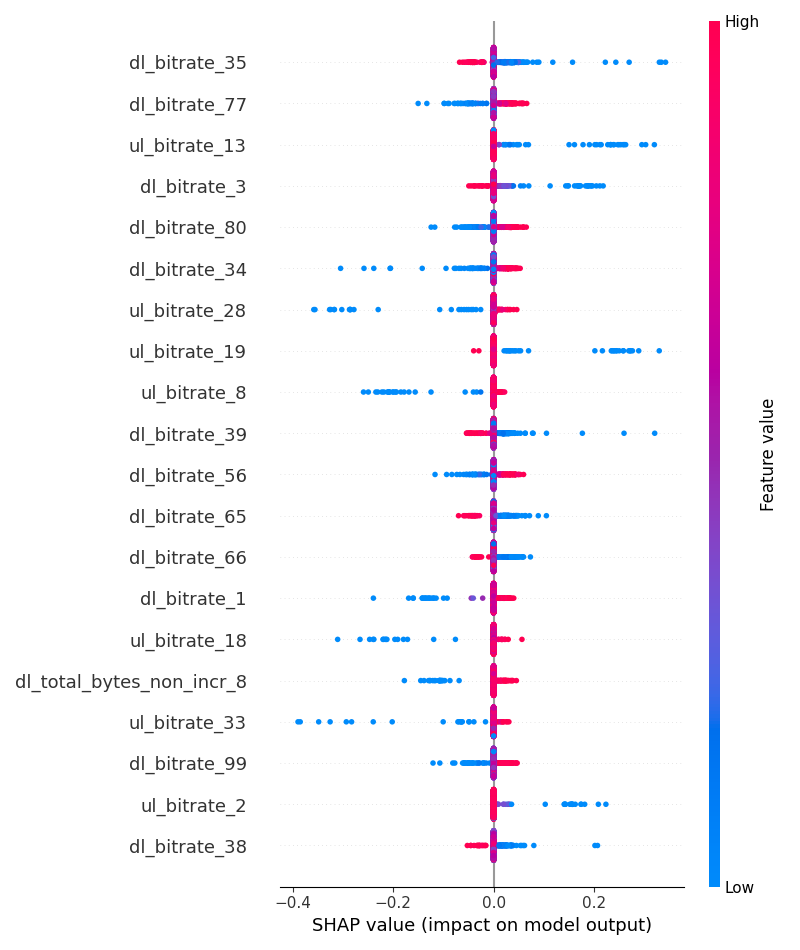 High
dl_bitrate_35
dl_bitrate_77
ul_bitrate_13
dl_bitrate_3
dl_bitrate_80
dl_bitrate_34
ul_bitrate_28
ul_bitrate_19
ul_bitrate_8
dl_bitrate_39
dl_bitrate_56
dl_bitrate_65
dl_bitrate_66
dl_bitrate_1
ul_bitrate_18
dl_total_bytes_non_incr_8
ul_bitrate_33
dl_bitrate_99
ul_bitrate_2
dl_bitrate_38
Feature value
Low
−0.4 −0.2 0.0 0.2
SHAP value (impact on model output)